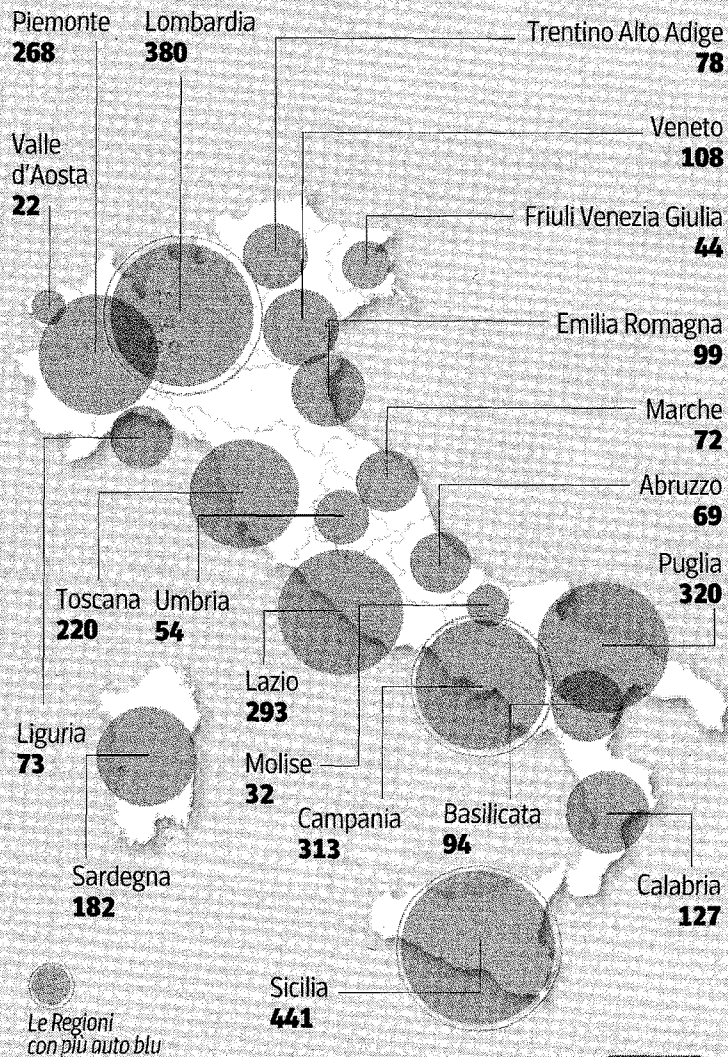 Piemonte
268
Lombardia
380
Trentino Alto Adige
78
Valle
d'Aosta
22
Veneto
108
Friuli Venezia Giulia
44
Emilia Romagna
99
Marche
72
Abruzzo
69
Puglia
320
Toscana
220
Umbria
54
Lazio
293
Liguria
73
Molise
32
Campania
313
Basilicata
94
Sardegna
182
Calabria
127
Sicilia
441
Le Regioni
con più auto blu